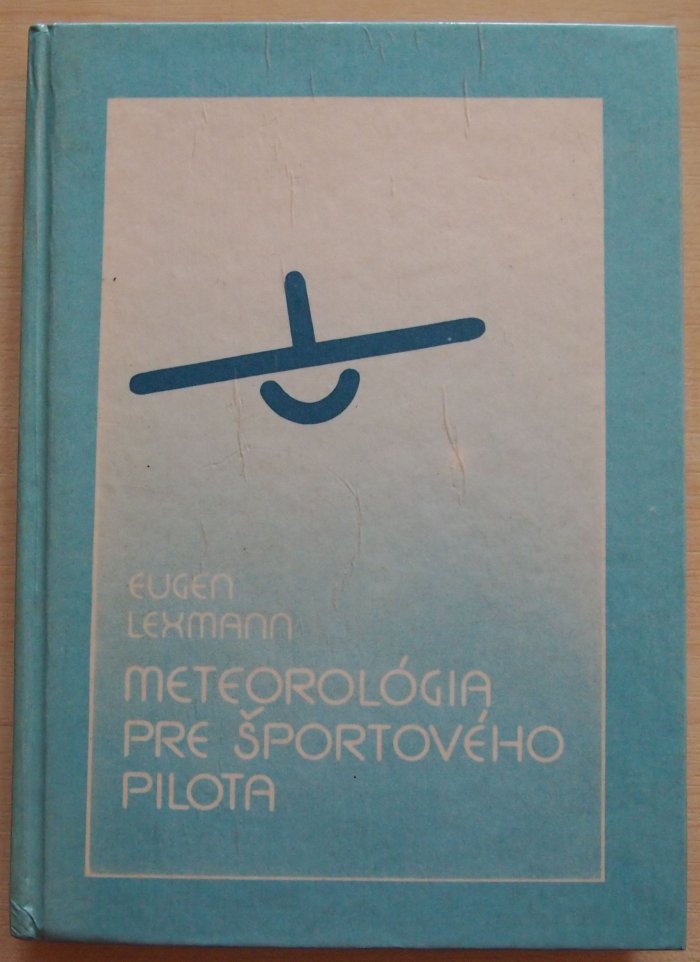 EUGEN
LEXMANN
METEOROLÓGIA
PRE ŠPORTOVÉHO
PILOTA